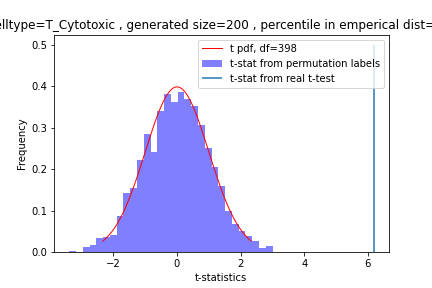 elltype=T_Cytotoxic , generated size=200 , percentile in emperical dist=
0.5
0.4
0.3
0.2
0.1
0.0
Frequency
t pdf, df=398
t-stat from permutation labels
t-stat from real t-test
−2
0
2
4
6
t-statistics